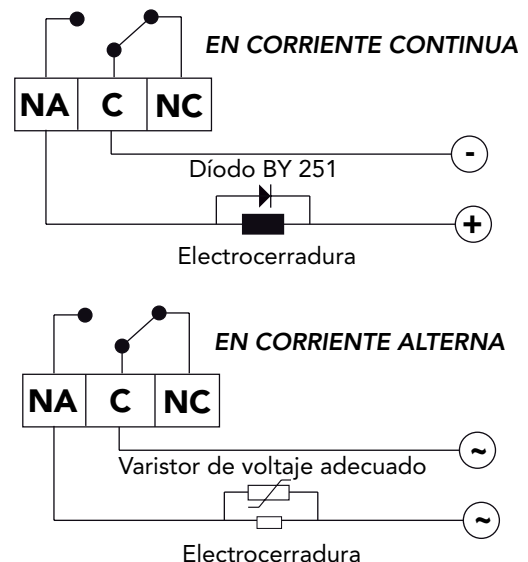 EN CORRIENTE CONTINUA
NA C NC
-
Díodo BY 251
+
Electrocerradura
EN CORRIENTE ALTERNA
NA C NC
~
Varistor de voltaje adecuado
~
Electrocerradura